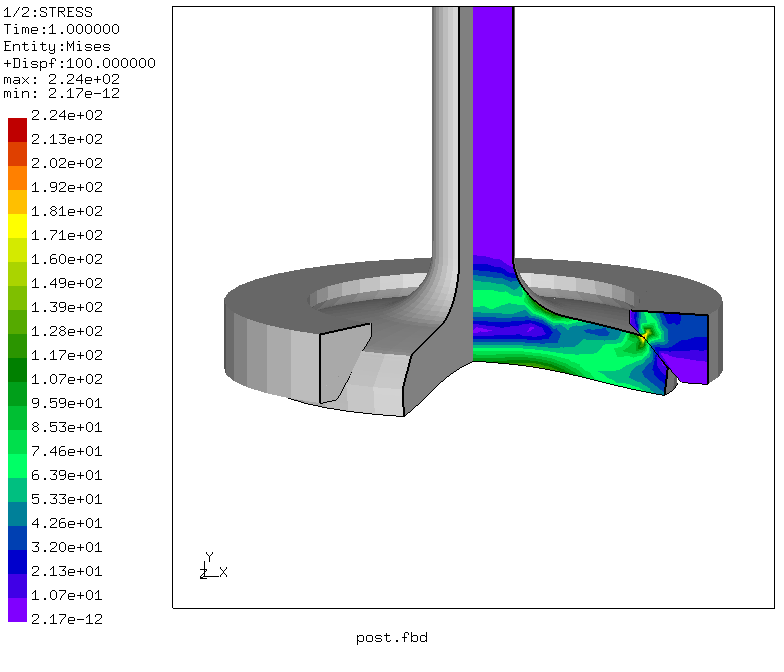 1/2:STRESS
Time:1.000000
Entity:Mises
+Dispf:100.000000
max: 2.24e+02
min: 2.17e-12
2.24e+02
2.13e+02
2.02e+02
1.92e+02
1.81e+02
1.71e+02
1.60e+02
1.49e+02
1.39e+02
1.28e+02
1.17e+02
1.07e+02
9.59e+01
8.53e+01
7.46e+01
6.39e+01
5.33e+01
4.26e+01
3.20e+01
2.13e+01
1.07e+01
2.17e-12
Y
Z X
post.fbd